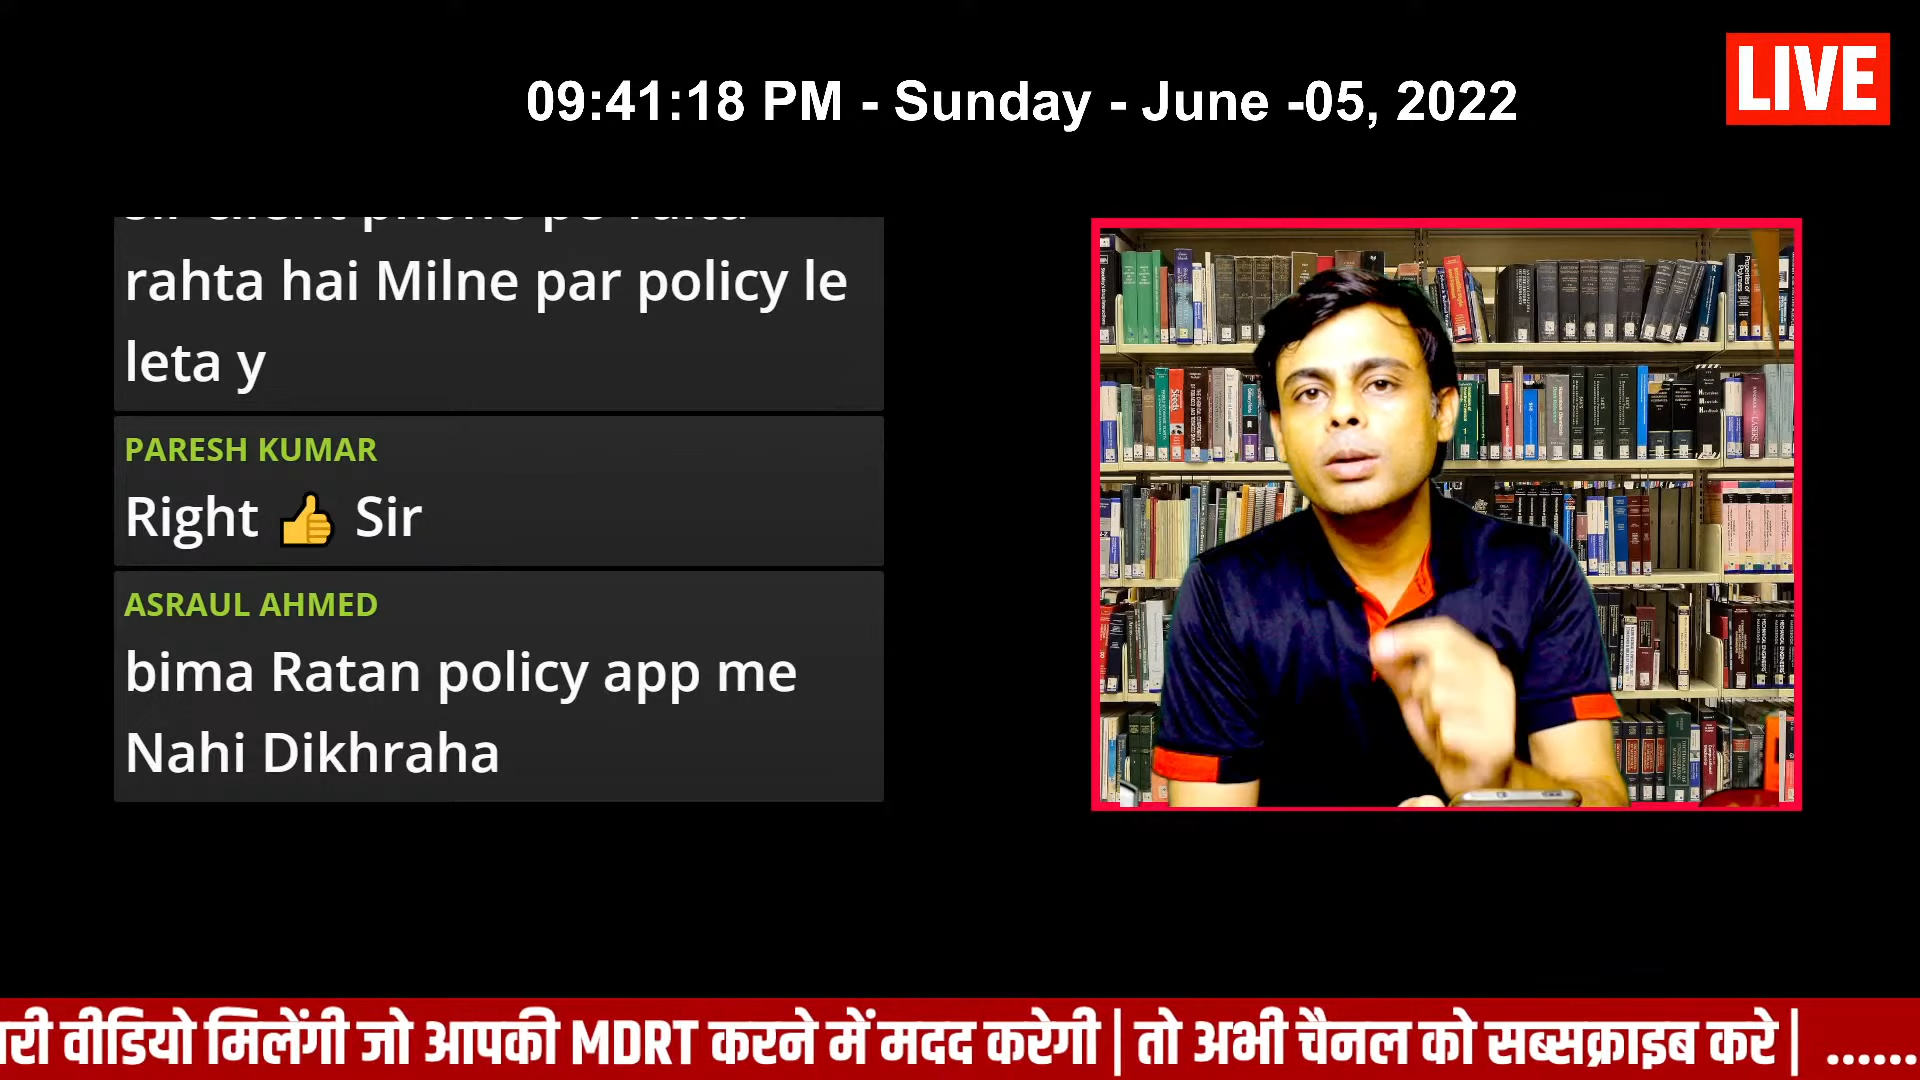 LIVE
09:41:18 PM - Sunday - June -05, 2022
rahta hai Milne par policy le
leta y
PARESH KUMAR
Right 👍 Sir
ASRAUL AHMED
bima Ratan policy app me
Nahi Dikhraha
री वीडियो मिलेंगी जो आपकी MDRT करने में मदद करेगी | तो अभी चैनल को सब्सक्राइब करे | ......